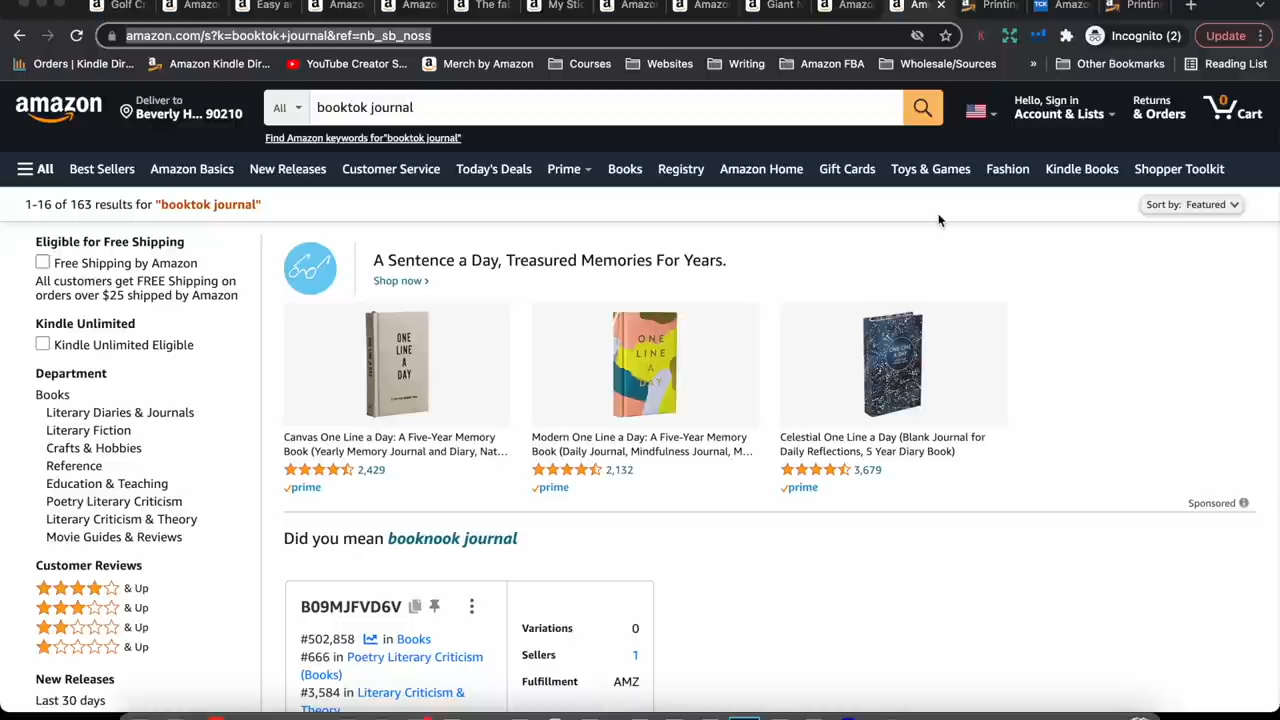 Golf C
Amazo
Easy a
Amazo
Amazo
The fa
My Sti
Amazo
Amazo
Giant
Amazo
Am
Printin
Amazo
Printin
amazon.com/s?k=booktok+journal&ref=nb_sb_noss
Incognito (2)
Update
Orders | Kindle Dir...
Amazon Kindle Dir...
YouTube Creator S...
Merch by Amazon
Courses
Websites
Writing
Amazon FBA
Wholesale/Sources
»
Other Bookmarks
Reading List
amazon
Deliver to
Beverly H... 90210
All
booktok journal
Find Amazon keywords for"booktok journal"
Hello, Sign in
Account & Lists
Returns
& Orders
0
Cart
All
Best Sellers
Amazon Basics
New Releases
Customer Service
Today's Deals
Prime
Books
Registry
Amazon Home
Gift Cards
Toys & Games
Fashion
Kindle Books
Shopper Toolkit
1-16 of 163 results for "booktok journal"
Sort by: Featured
Eligible for Free Shipping
Free Shipping by Amazon
All customers get FREE Shipping on
orders over $25 shipped by Amazon
Kindle Unlimited
Kindle Unlimited Eligible
Department
Books
Literary Diaries & Journals
Literary Fiction
Crafts & Hobbies
Reference
Education & Teaching
Poetry Literary Criticism
Literary Criticism & Theory
Movie Guides & Reviews
Customer Reviews
& Up
& Up
& Up
& Up
New Releases
Last 30 days
A Sentence a Day, Treasured Memories For Years.
Shop now ›
ONE
LINE
A
DAY
ONE
LINE
A
DAY
ONE LINE
A DAY
Canvas One Line a Day: A Five-Year Memory
Book (Yearly Memory Journal and Diary, Nat...
2,429
prime
Modern One Line a Day: A Five-Year Memory
Book (Daily Journal, Mindfulness Journal, M...
2,132
prime
Celestial One Line a Day (Blank Journal for
Daily Reflections, 5 Year Diary Book)
3,679
prime
Sponsored
Did you mean booknook journal
B09MJFVD6V
#502,858 in Books
#666 in Poetry Literary Criticism
(Books)
#3,584 in Literary Criticism &
Theory
Variations 0
Sellers 1
Fulfillment AMZ